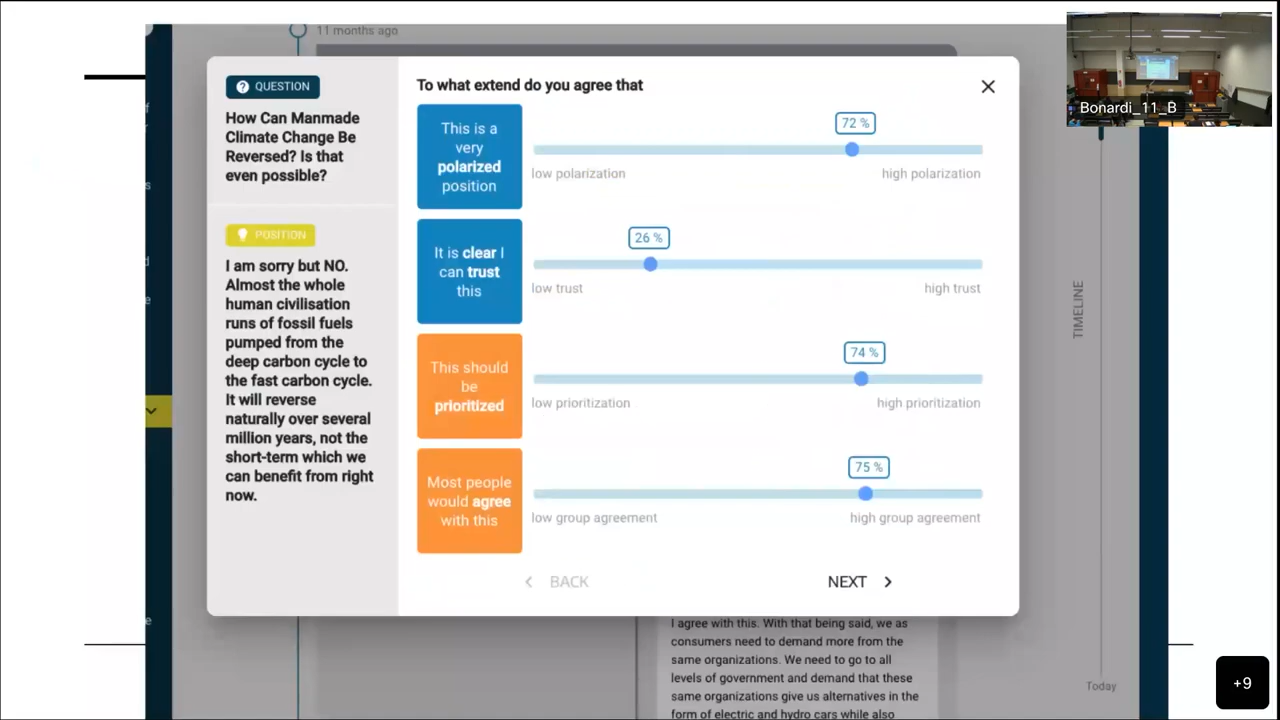 11 months ago
Bonardi_11_B
QUESTION
How Can Manmade
Climate Change Be
Reversed? Is that
even possible?
POSITION
I am sorry but NO.
Almost the whole
human civilisation
runs of fossil fuels
pumped from the
deep carbon cycle to
the fast carbon cycle.
It will reverse
naturally over several
million years, not the
short-term which we
can benefit from right
now.
To what extend do you agree that
This is a
very
polarized
position
72 %
low polarization
high polarization
It is clear I
can trust
this
26 %
low trust
high trust
This should
be
prioritized
74 %
low prioritization
high prioritization
Most people
would agree
with this
75 %
low group agreement
high group agreement
BACK
NEXT
I agree with this. With that being said, we as
consumers need to demand more from the
same organizations. We need to go to all
levels of government and demand that these
same organizations give us alternatives in the
form of electric and hydro cars while also
TIMELINE
Today
+9